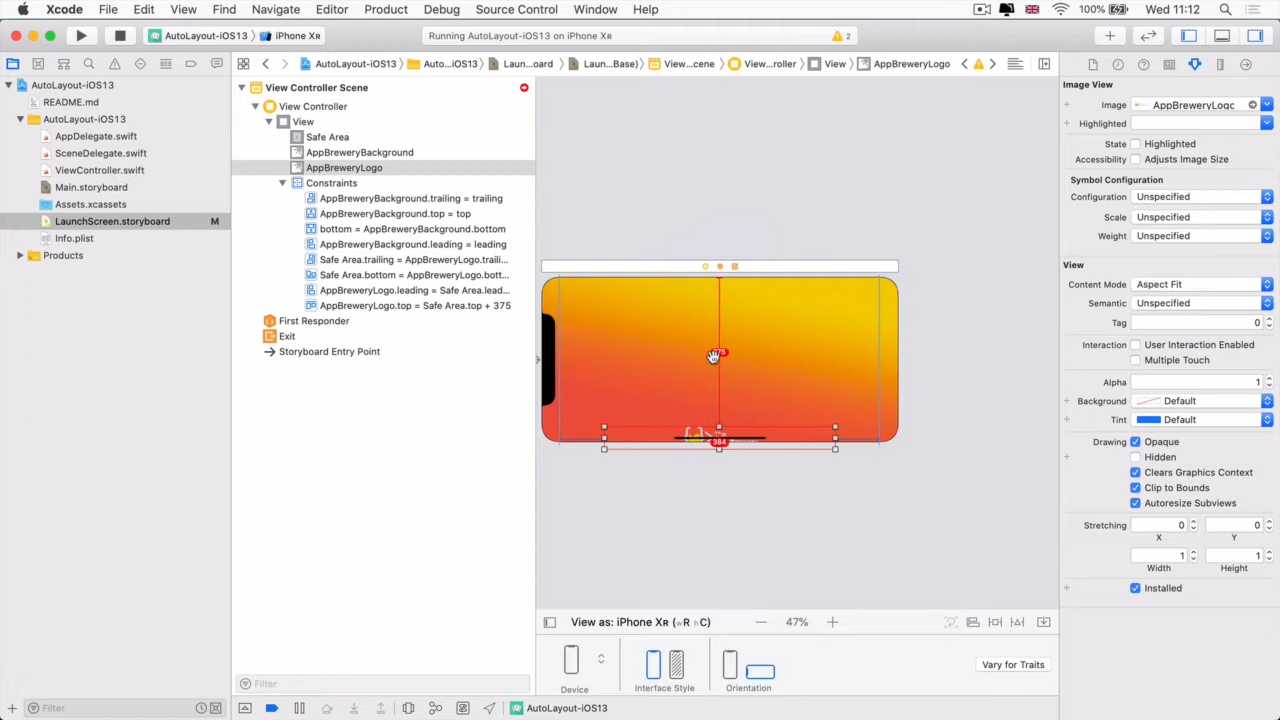 Xcode File Edit View Find Navigate Editor Product Debug Source Control Window Help 100% Wed 11:12
AutoLayout-iOS13 iPhone XR Running AutoLayout-iOS13 on iPhone XR 2
AutoLayout-iOS13 Auto...iOS13 Laun...oard Laun...Base) View...cene View...roller View AppBreweryLogo
AutoLayout-iOS13
README.md
AutoLayout-iOS13
AppDelegate.swift
SceneDelegate.swift
ViewController.swift
Main.storyboard
Assets.xcassets
LaunchScreen.storyboard M
Info.plist
Products
Filter
View Controller Scene
View Controller
View
Safe Area
AppBreweryBackground
AppBreweryLogo
Constraints
AppBreweryBackground.trailing = trailing
AppBreweryBackground.top = top
bottom = AppBreweryBackground.bottom
AppBreweryBackground.leading = leading
Safe Area.trailing = AppBreweryLogo.traili...
Safe Area.bottom = AppBreweryLogo.bott...
AppBreweryLogo.leading = Safe Area.lead...
AppBreweryLogo.top = Safe Area.top + 375
First Responder
Exit
Storyboard Entry Point
Filter
384
View as: iPhone XR (wR hC) 47%
Device
Interface Style
Orientation
Vary for Traits
AutoLayout-iOS13
Image View
Image AppBreweryLogo
Highlighted
State Highlighted
Accessibility Adjusts Image Size
Symbol Configuration
Configuration Unspecified
Scale Unspecified
Weight Unspecified
View
Content Mode Aspect Fit
Semantic Unspecified
Tag 0
Interaction User Interaction Enabled
Multiple Touch
Alpha 1
Background Default
Tint Default
Drawing Opaque
Hidden
Clears Graphics Context
Clip to Bounds
Autoresize Subviews
Stretching 0 0
X Y
1 1
Width Height
Installed